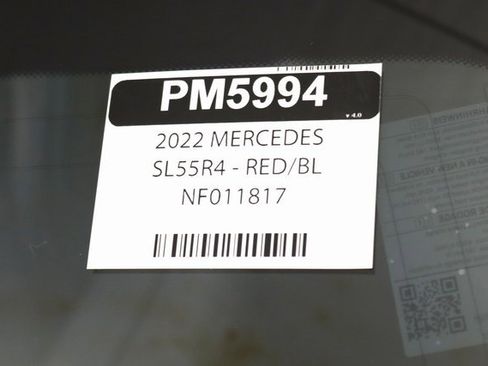 PM5994
v 4.0
2022 MERCEDES
SL55R4 - RED/BL
NF011817